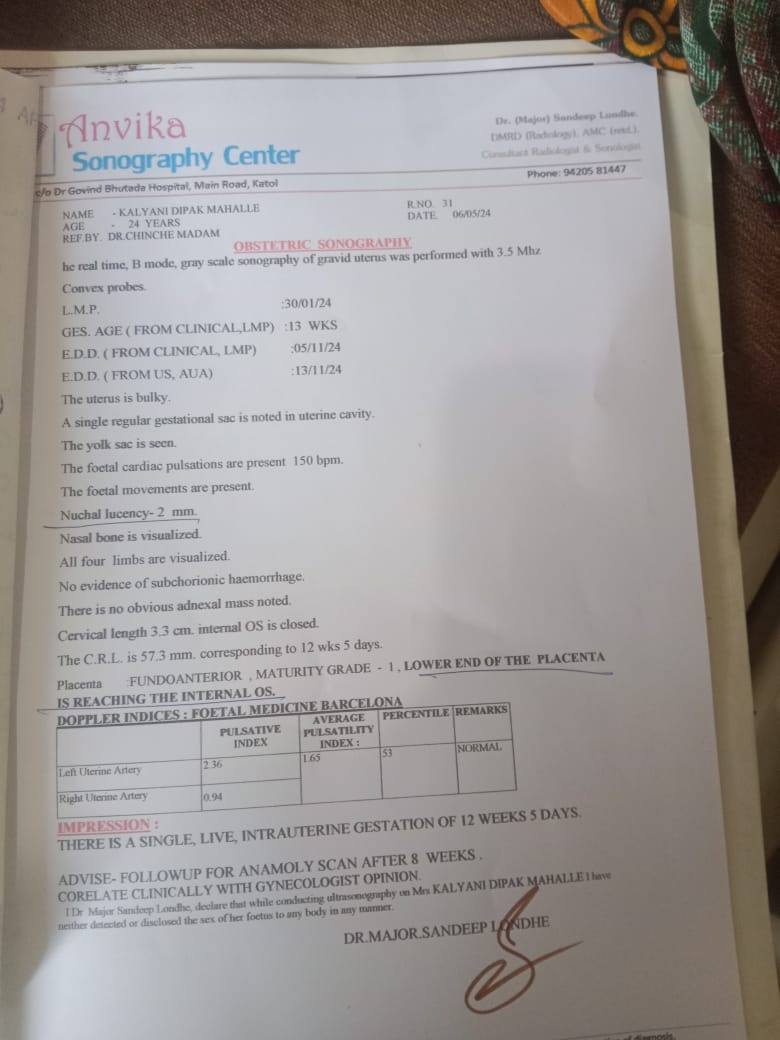 Anvika
Sonography Center
Dr. (Major) Sandeep Londhe.
DMRD (Radiology), AMC (retd.).
Consultant Radiologist & Sonologist
c/o Dr Govind Bhutada Hospital, Main Road, Katol
Phone: 94205 81447
NAME - KALYANI DIPAK MAHALLE
R.NO. 31
AGE - 24 YEARS
DATE. 06/05/24
REF.BY. DR.CHINCHE MADAM
OBSTETRIC SONOGRAPHY
he real time, B mode, gray scale sonography of gravid uterus was performed with 3.5 Mhz
Convex probes.
L.M.P. :30/01/24
GES. AGE ( FROM CLINICAL,LMP) :13 WKS
E.D.D. ( FROM CLINICAL, LMP) :05/11/24
E.D.D. ( FROM US, AUA) :13/11/24
The uterus is bulky.
A single regular gestational sac is noted in uterine cavity.
The yolk sac is seen.
The foetal cardiac pulsations are present 150 bpm.
The foetal movements are present.
Nuchal lucency- 2 mm.
Nasal bone is visualized.
All four limbs are visualized.
No evidence of subchorionic haemorrhage.
There is no obvious adnexal mass noted.
Cervical length 3.3 cm. internal OS is closed.
The C.R.L. is 57.3 mm. corresponding to 12 wks 5 days.
Placenta :FUNDOANTERIOR , MATURITY GRADE - 1 , LOWER END OF THE PLACENTA
IS REACHING THE INTERNAL OS.
DOPPLER INDICES : FOETAL MEDICINE BARCELONA
PULSATIVE INDEX AVERAGE PULSATILITY INDEX : PERCENTILE REMARKS
Left Uterine Artery 2.36 1.65 53 NORMAL
Right Uterine Artery 0.94
IMPRESSION :
THERE IS A SINGLE, LIVE, INTRAUTERINE GESTATION OF 12 WEEKS 5 DAYS.
ADVISE- FOLLOWUP FOR ANAMOLY SCAN AFTER 8 WEEKS .
CORELATE CLINICALLY WITH GYNECOLOGIST OPINION.
I Dr Major Sandeep Londhe, declare that while conducting ultrasonography on Mrs KALYANI DIPAK MAHALLE I have
neither detected or disclosed the sex of her foetus to any body in any manner.
DR.MAJOR.SANDEEP LONDHE
of diagnosis.